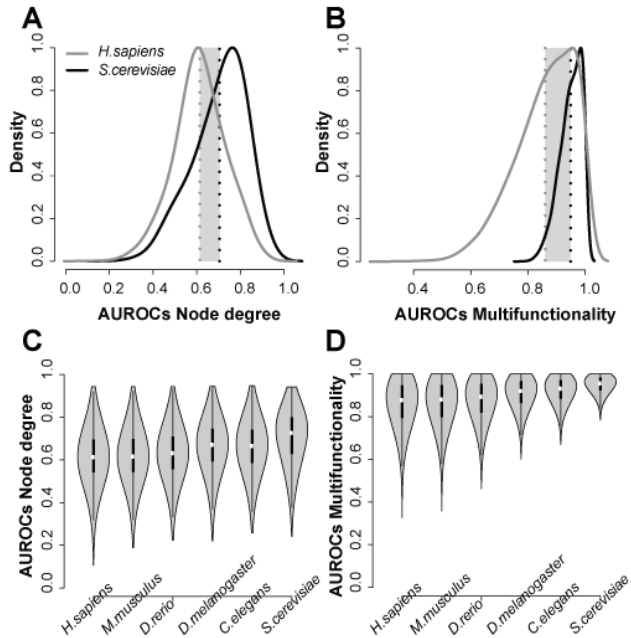 A
B
H.sapiens
S.cerevisiae
Density
0.0 0.2 0.4 0.6 0.8 1.0
0.0 0.2 0.4 0.6 0.8 1.0
AUROCs Node degree
Density
0.0 0.2 0.4 0.6 0.8 1.0
0.4 0.6 0.8 1.0
AUROCs Multifunctionality
C
D
AUROCs Node degree
0.0 0.2 0.4 0.6 0.8 1.0
H.sapiens
M.musculus
D.rerio
D.melanogaster
C.elegans
S.cerevisiae
AUROCs Multifunctionality
0.0 0.2 0.4 0.6 0.8 1.0
H.sapiens
M.musculus
D.rerio
D.melanogaster
C.elegans
S.cerevisiae